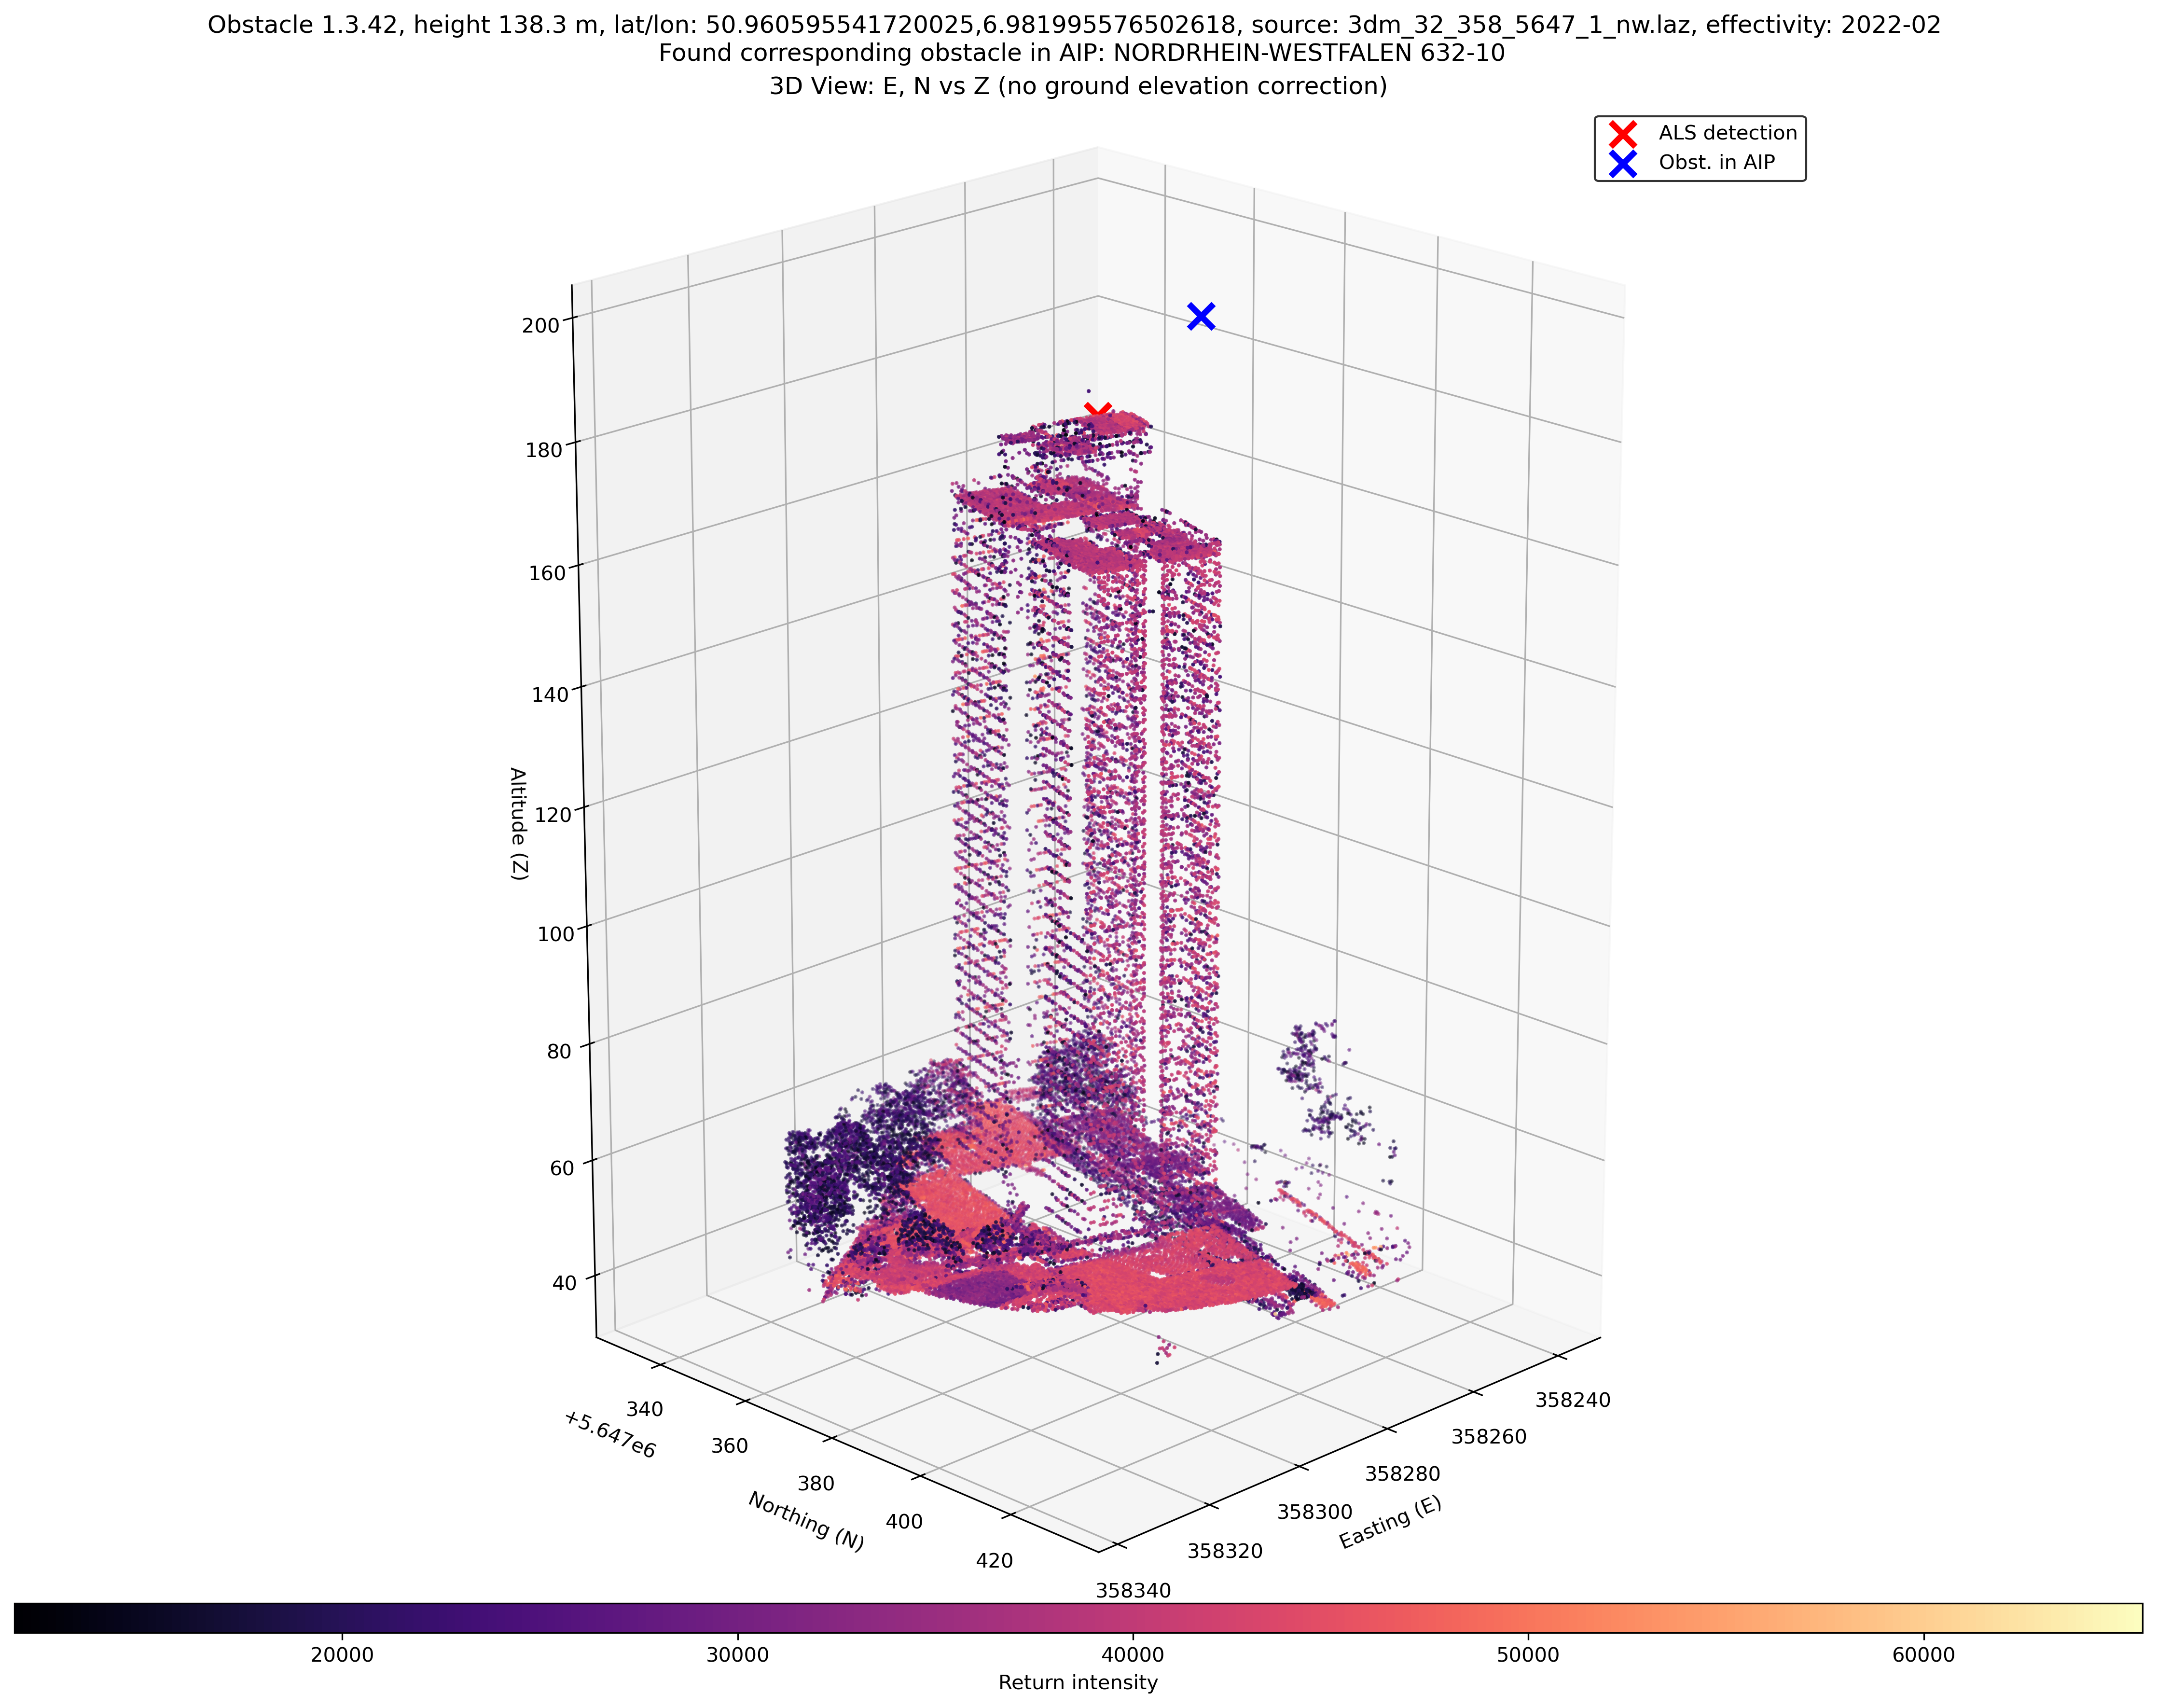 Obstacle 1.3.42, height 138.3 m, lat/lon: 50.960595541720025,6.981995576502618, source: 3dm_32_358_5647_1_nw.laz, effectivity: 2022-02
Found corresponding obstacle in AIP: NORDRHEIN-WESTFALEN 632-10
3D View: E, N vs Z (no ground elevation correction)
ALS detection
Obst. in AIP
200
180
160
140
120
100
80
60
40
Altitude (Z)
340
360
380
400
420
+5.647e6
Northing (N)
358240
358260
358280
358300
358320
358340
Easting (E)
20000
30000
40000
50000
60000
Return intensity